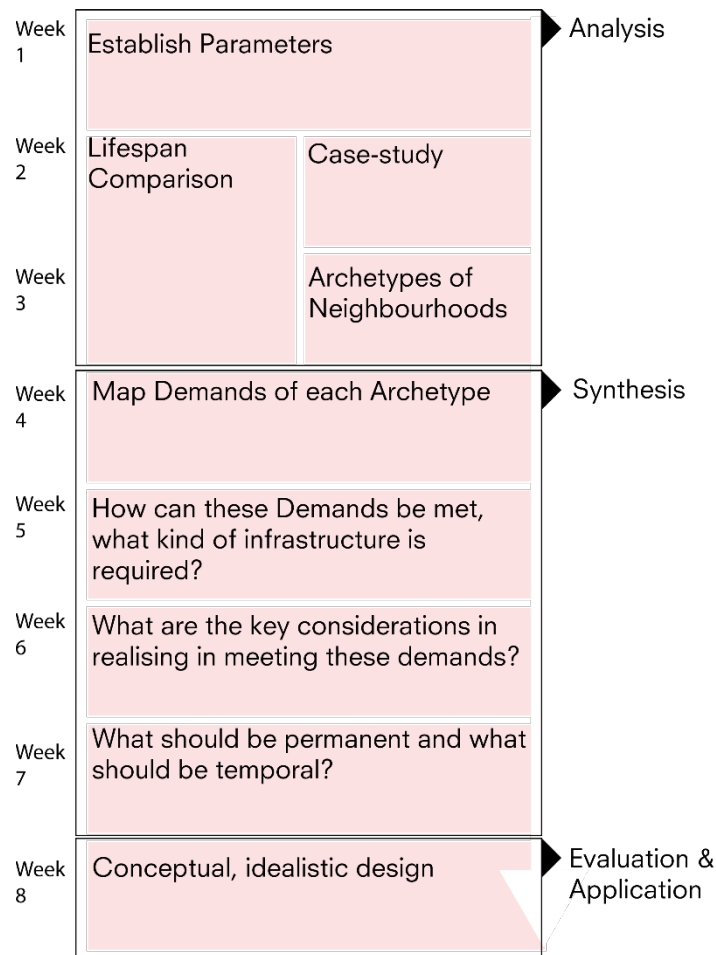 Week
1
Establish Parameters
Analysis
Week
2
Lifespan
Comparison
Case-study
Week
3
Archetypes of
Neighbourhoods
Week
4
Map Demands of each Archetype
Synthesis
Week
5
How can these Demands be met,
what kind of infrastructure is
required?
Week
6
What are the key considerations in
realising in meeting these demands?
Week
7
What should be permanent and what
should be temporal?
Week
8
Conceptual, idealistic design
Evaluation &
Application